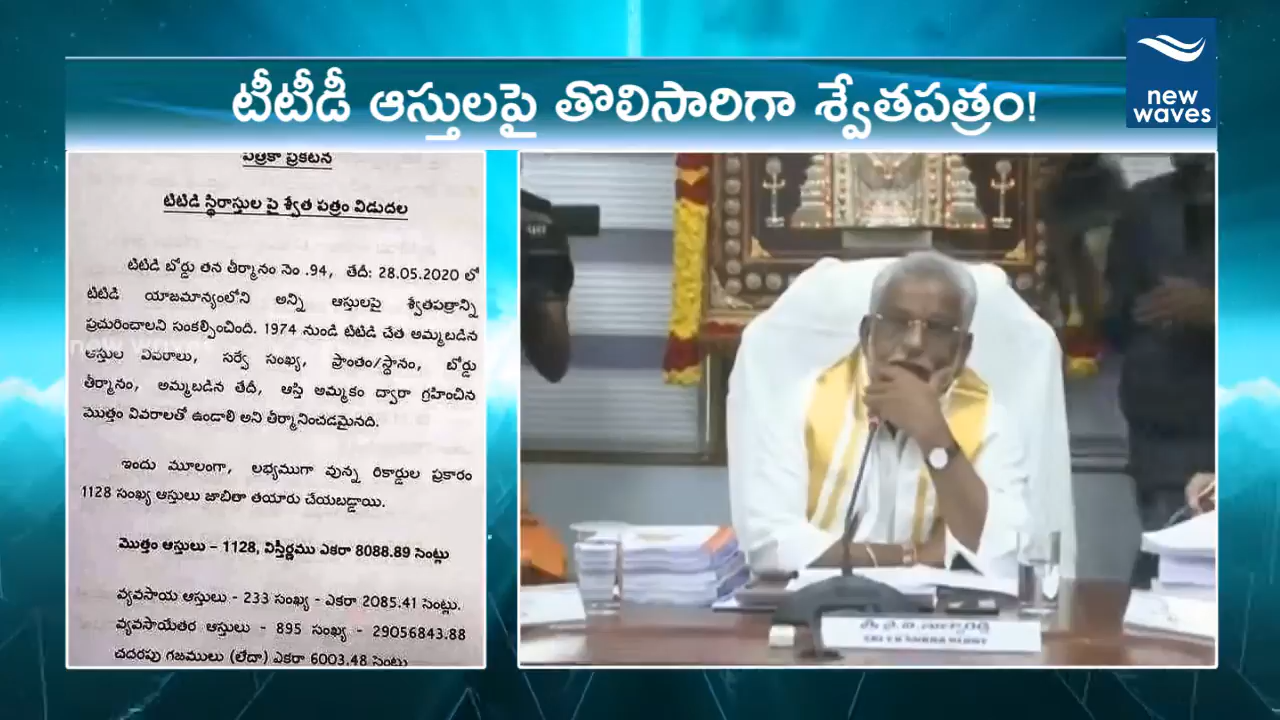 టీటీడీ ఆస్తులపై తొలిసారిగా శ్వేతపత్రం!
new
waves
పత్రికా ప్రకటన
టిటిడి స్థిరాస్తుల పై శ్వేత పత్రం విడుదల
టిటిడి బోర్డు తన తీర్మానం నెం .94, తేదీ: 28.05.2020 లో
టిటిడి యాజమాన్యంలోని అన్ని ఆస్తులపై శ్వేతపత్రాన్ని
ప్రచురించాలని సంకల్పించింది. 1974 నుండి టిటిడి చేత అమ్మబడిన
ఆస్తుల వివరాలు, సర్వే సంఖ్య, ప్రాంతం/స్థానం, బోర్డు
తీర్మానం, అమ్మబడిన తేదీ, ఆస్తి అమ్మకం ద్వారా గ్రహించిన
మొత్తం వివరాలతో ఉండాలి అని తీర్మానించడమైనది.
ఇందు మూలంగా, లభ్యముగా వున్న రికార్డుల ప్రకారం
1128 సంఖ్య ఆస్తులు జాబితా తయారు చేయబడ్డాయి.
మొత్తం ఆస్తులు - 1128, విస్తీర్ణము ఎకరా 8088.89 సెంట్లు
వ్యవసాయ ఆస్తులు - 233 సంఖ్య - ఎకరా 2085.41 సెంట్లు.
వ్యవసాయేతర ఆస్తులు - 895 సంఖ్య - 29056843.88
చదరపు గజములు (లేదా) ఎకరా 6003.48 సెంటు